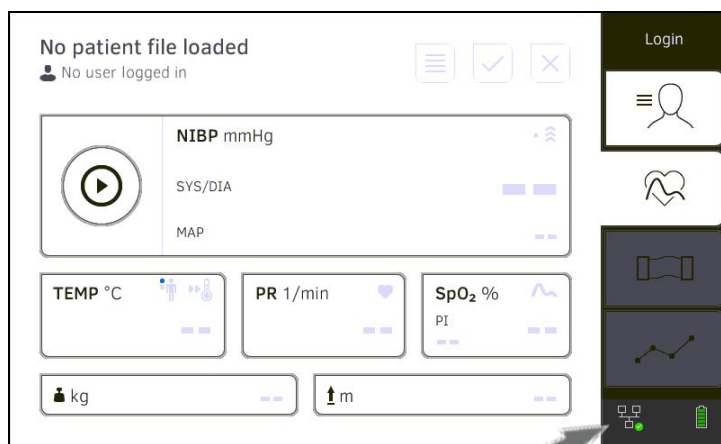 No patient file loaded
No user logged in
Login
NIBP mmHg
SYS/DIA
-- --
MAP
--
TEMP °C
--
PR 1/min
--
SpO₂ %
PI
--
--
kg
--
m
--